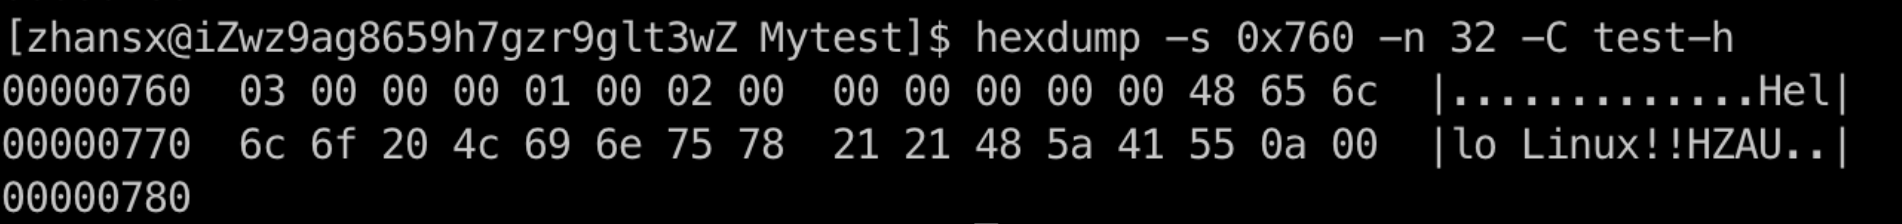 [zhansx@iZwz9ag8659h7gzr9glt3wZ Mytest]$ hexdump -s 0x760 -n 32 -C test-h
00000760  03 00 00 00 01 00 02 00  00 00 00 00 00 48 65 6c  |.............Hel|
00000770  6c 6f 20 4c 69 6e 75 78  21 21 48 5a 41 55 0a 00  |lo Linux!!HZAU..|
00000780